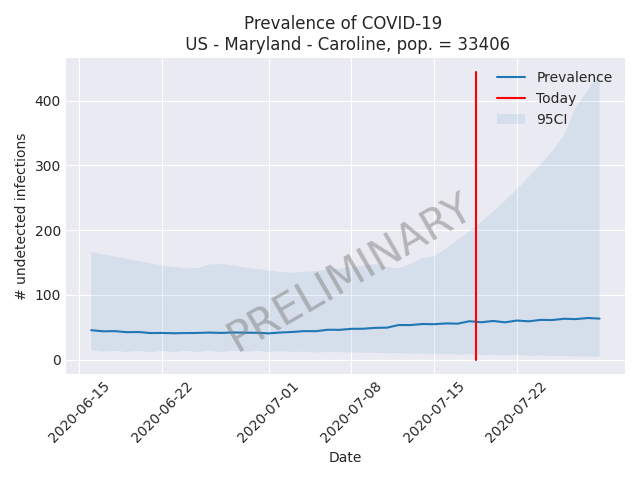 Prevalence of COVID-19
US - Maryland - Caroline, pop. = 33406
# undetected infections
400
300
200
100
0
Prevalence
Today
95CI
PRELIMINARY
2020-06-15
2020-06-22
2020-07-01
2020-07-08
2020-07-15
2020-07-22
Date